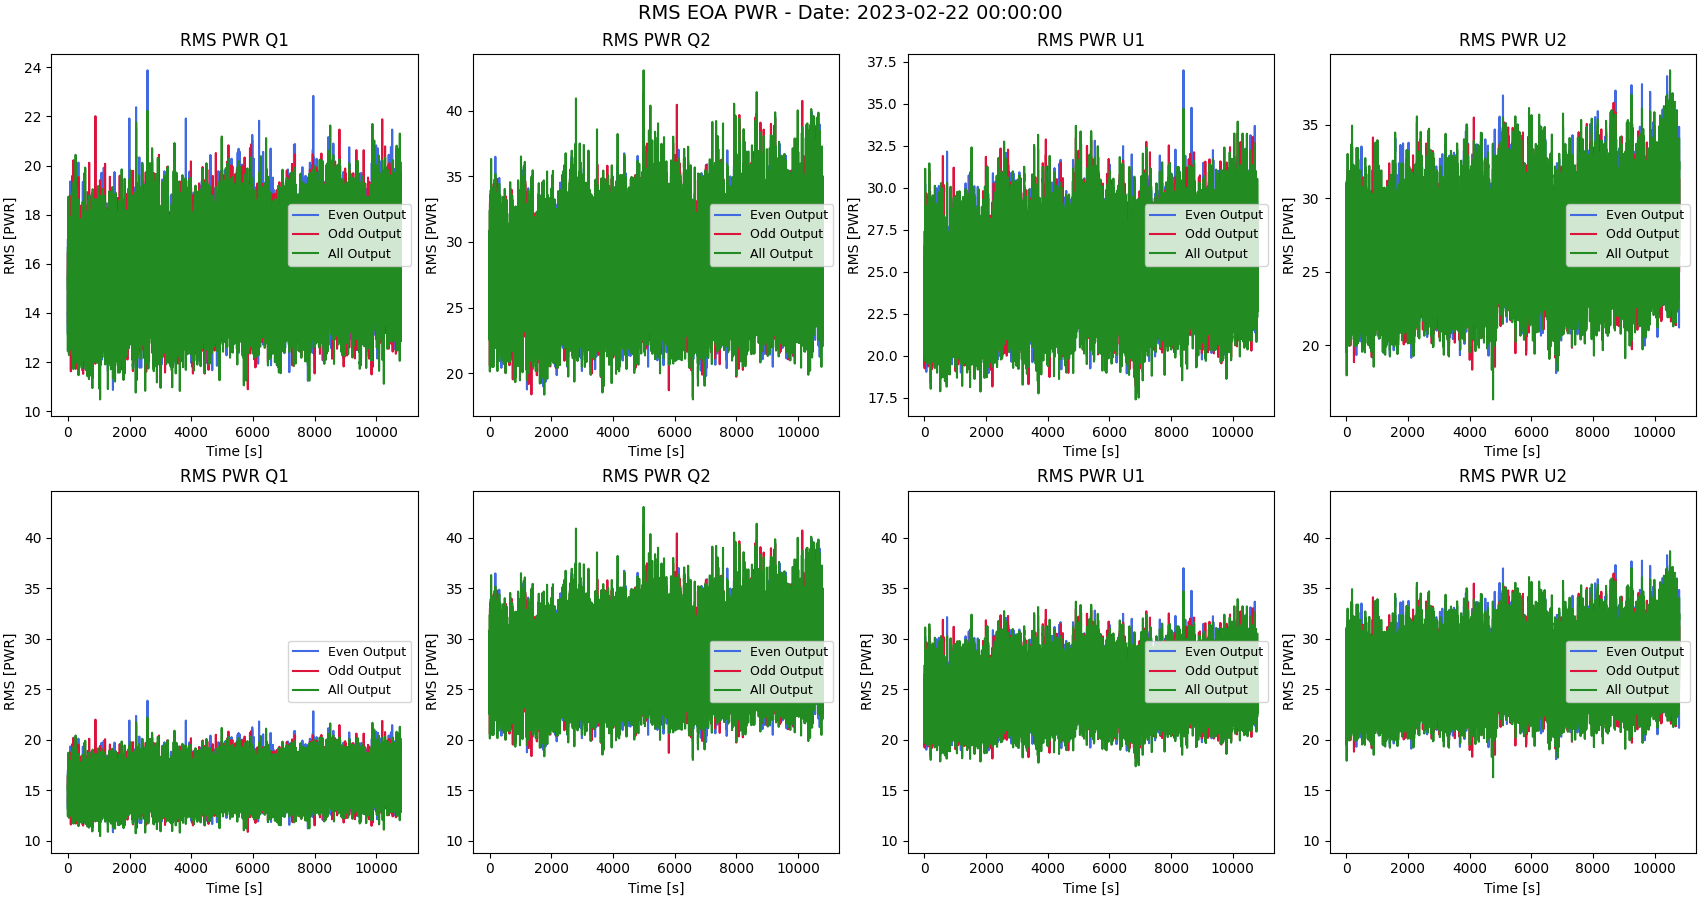 RMS EOA PWR - Date: 2023-02-22 00:00:00
RMS PWR Q1
RMS [PWR]
24
22
20
18
16
14
12
10
Even Output
Odd Output
All Output
0 2000 4000 6000 8000 10000
Time [s]
RMS PWR Q2
RMS [PWR]
40
35
30
25
20
Even Output
Odd Output
All Output
0 2000 4000 6000 8000 10000
Time [s]
RMS PWR U1
RMS [PWR]
37.5
35.0
32.5
30.0
27.5
25.0
22.5
20.0
17.5
Even Output
Odd Output
All Output
0 2000 4000 6000 8000 10000
Time [s]
RMS PWR U2
RMS [PWR]
35
30
25
20
Even Output
Odd Output
All Output
0 2000 4000 6000 8000 10000
Time [s]
RMS PWR Q1
RMS [PWR]
40
35
30
25
20
15
10
Even Output
Odd Output
All Output
0 2000 4000 6000 8000 10000
Time [s]
RMS PWR Q2
RMS [PWR]
40
35
30
25
20
15
10
Even Output
Odd Output
All Output
0 2000 4000 6000 8000 10000
Time [s]
RMS PWR U1
RMS [PWR]
40
35
30
25
20
15
10
Even Output
Odd Output
All Output
0 2000 4000 6000 8000 10000
Time [s]
RMS PWR U2
RMS [PWR]
40
35
30
25
20
15
10
Even Output
Odd Output
All Output
0 2000 4000 6000 8000 10000
Time [s]